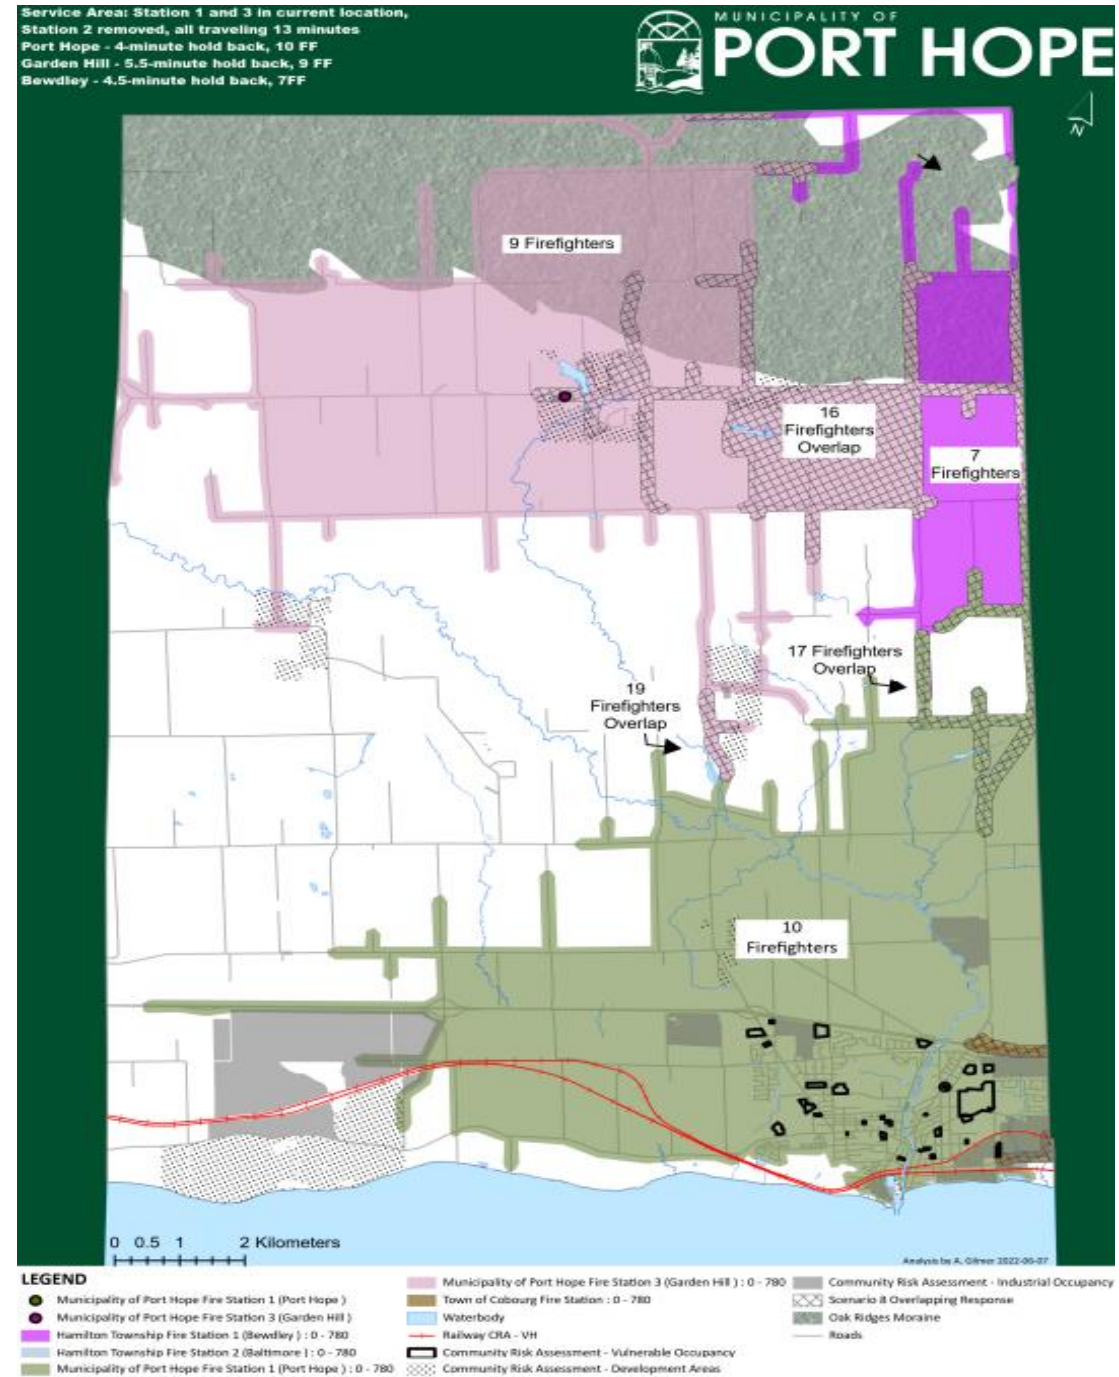 Service Area: Station 1 and 3 in current location,
Station 2 removed, all traveling 13 minutes
Port Hope - 4-minute hold back, 10 FF
Garden Hill - 5.5-minute hold back, 9 FF
Bewdley - 4.5-minute hold back, 7FF
MUNICIPALITY OF
PORT HOPE
N
9 Firefighters
16
Firefighters
Overlap
7
Firefighters
17 Firefighters
Overlap
19
Firefighters
Overlap
10
Firefighters
0 0.5 1 2 Kilometers
Analysis by A. Gilmer 2022-06-07
LEGEND
Municipality of Port Hope Fire Station 1 (Port Hope )
Municipality of Port Hope Fire Station 3 (Garden Hill )
Hamilton Township Fire Station 1 (Bewdley ) : 0 - 780
Hamilton Township Fire Station 2 (Baltimore ) : 0 - 780
Municipality of Port Hope Fire Station 1 (Port Hope ) : 0 - 780
Municipality of Port Hope Fire Station 3 (Garden Hill ) : 0 - 780
Town of Cobourg Fire Station : 0 - 780
Waterbody
Railway CRA - VH
Community Risk Assessment - Vulnerable Occupancy
Community Risk Assessment - Development Areas
Community Risk Assessment - Industrial Occupancy
Scenario 8 Overlapping Response
Oak Ridges Moraine
Roads